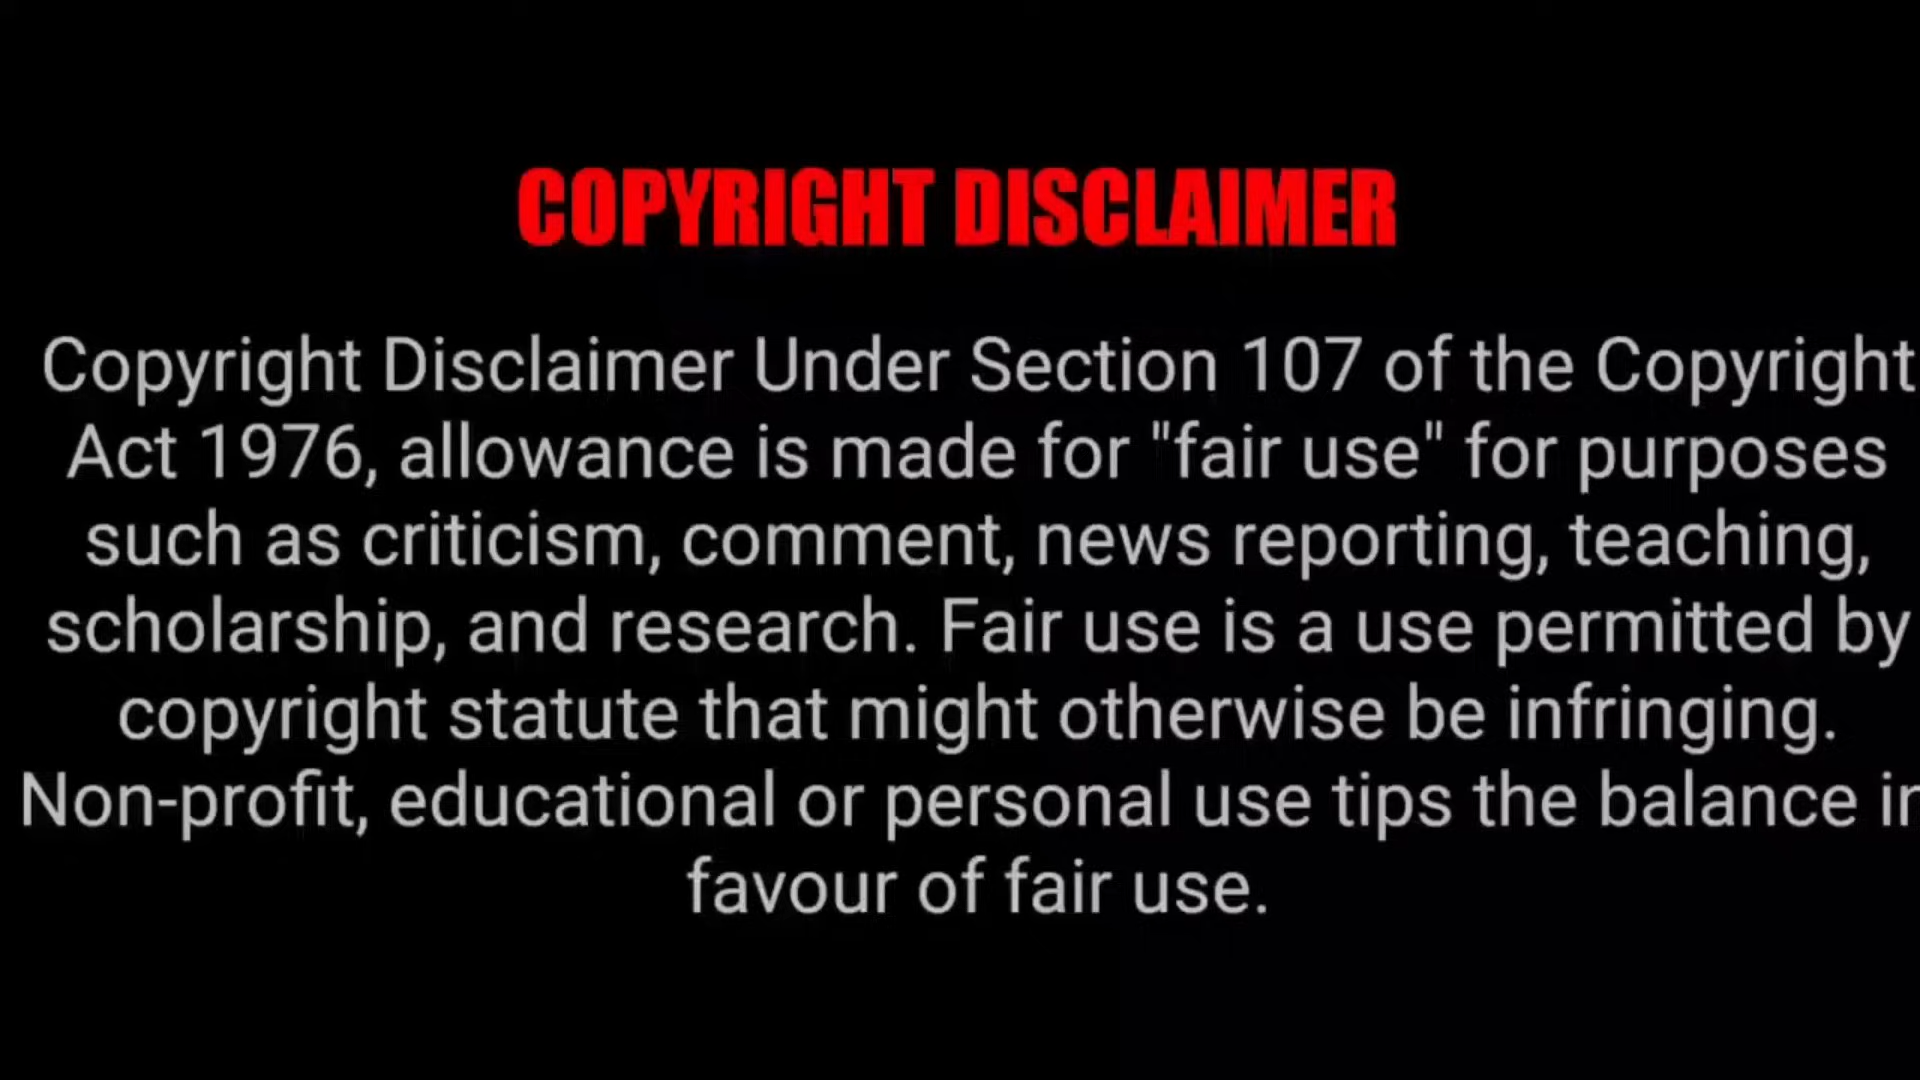 COPYRIGHT DISCLAIMER
Copyright Disclaimer Under Section 107 of the Copyright
Act 1976, allowance is made for "fair use" for purposes
such as criticism, comment, news reporting, teaching,
scholarship, and research. Fair use is a use permitted by
copyright statute that might otherwise be infringing.
Non-profit, educational or personal use tips the balance in
favour of fair use.